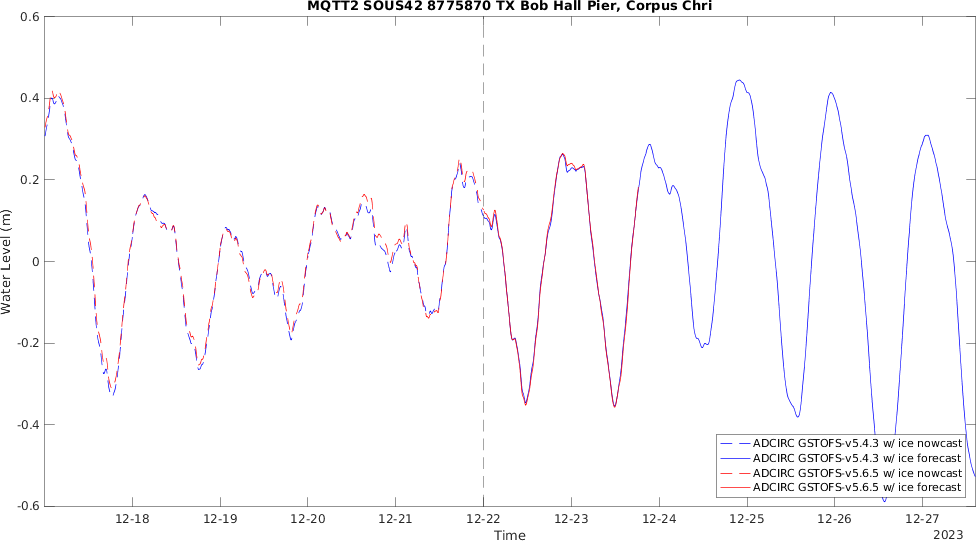 MQTT2 SOUS42 8775870 TX Bob Hall Pier, Corpus Chri
0.6
0.4
0.2
0
-0.2
-0.4
-0.6
Water Level (m)
12-18 12-19 12-20 12-21 12-22 12-23 12-24 12-25 12-26 12-27
Time
2023
ADCIRC GSTOFS-v5.4.3 w/ ice nowcast
ADCIRC GSTOFS-v5.4.3 w/ ice forecast
ADCIRC GSTOFS-v5.6.5 w/ ice nowcast
ADCIRC GSTOFS-v5.6.5 w/ ice forecast